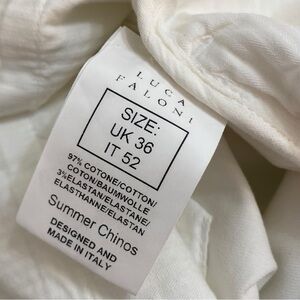 LUCA
FALONI
SIZE:
UK 36
IT 52
97% COTONE/COTTON/
COTON/BAUMWOLLE
3%ELASTAN/ELASTANE/
ELASTHANNE/ELASTAN
Summer Chinos
DESIGNED AND
MADE IN ITALY